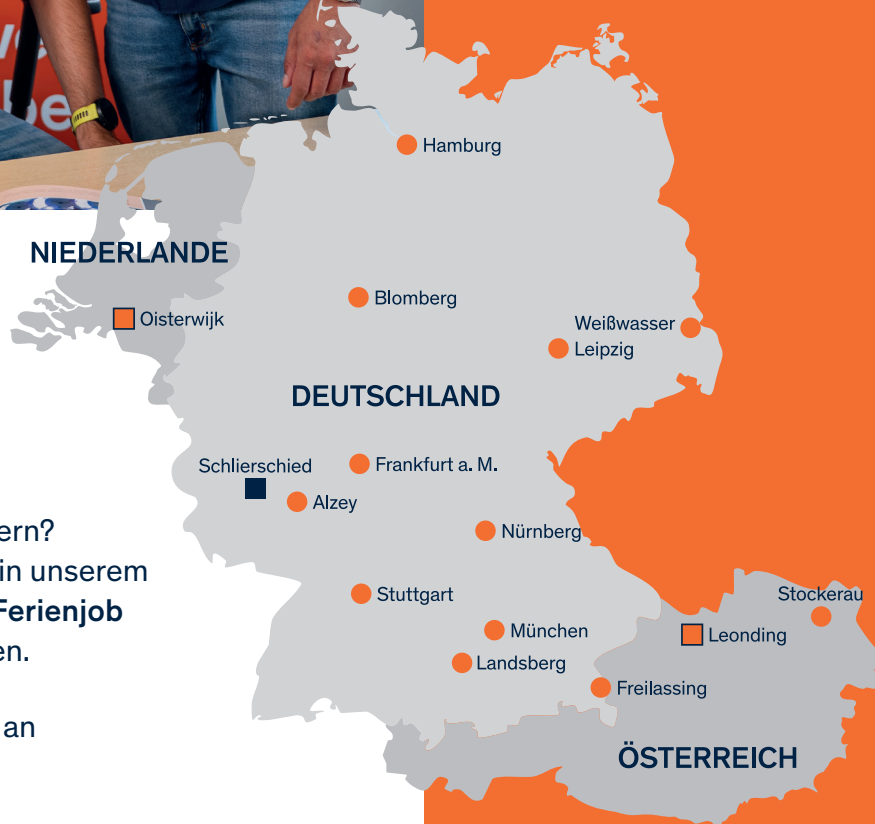 be
Hamburg
NIEDERLANDE
Blomberg
Oisterwijk
Weißwasser
Leipzig
DEUTSCHLAND
Schlierschied
Frankfurt a. M.
Alzey
Nürnberg
ern?
in unserem
Ferienjob
en.
an
Stuttgart
Stockerau
München
Leonding
Landsberg
Freilassing
ÖSTERREICH